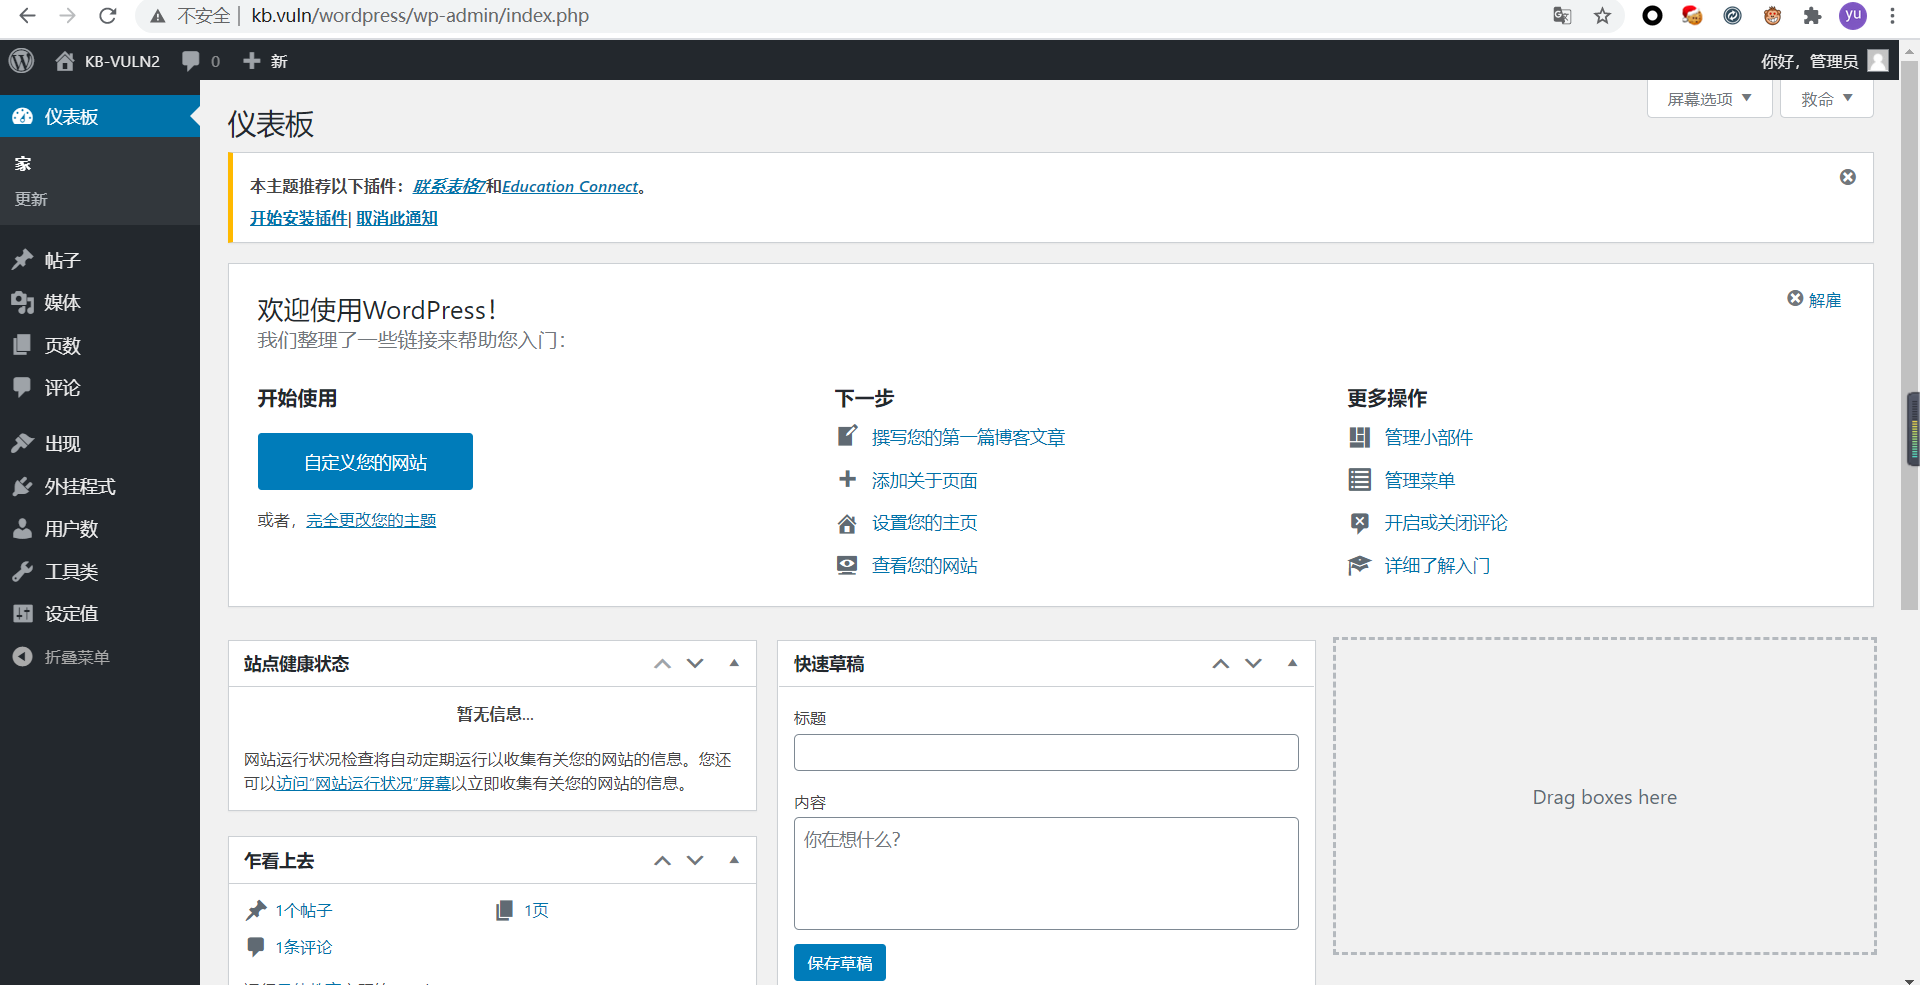 不安全 | kb.vuln/wordpress/wp-admin/index.php
yu
KB-VULN2 0 新
你好，管理员
仪表板
家
更新
帖子
媒体
页数
评论
出现
外挂程式
用户数
工具类
设定值
折叠菜单
屏幕选项
救命
仪表板
本主题推荐以下插件：联系表格7和Education Connect。
开始安装插件| 取消此通知
欢迎使用WordPress！
解雇
我们整理了一些链接来帮助您入门：
开始使用
自定义您的网站
或者，完全更改您的主题
下一步
撰写您的第一篇博客文章
添加关于页面
设置您的主页
查看您的网站
更多操作
管理小部件
管理菜单
开启或关闭评论
详细了解入门
站点健康状态
暂无信息...
网站运行状况检查将自动定期运行以收集有关您的网站的信息。您还
可以访问“网站运行状况”屏幕以立即收集有关您的网站的信息。
乍看上去
1个帖子
1页
1条评论
快速草稿
标题
内容
你在想什么？
保存草稿
Drag boxes here